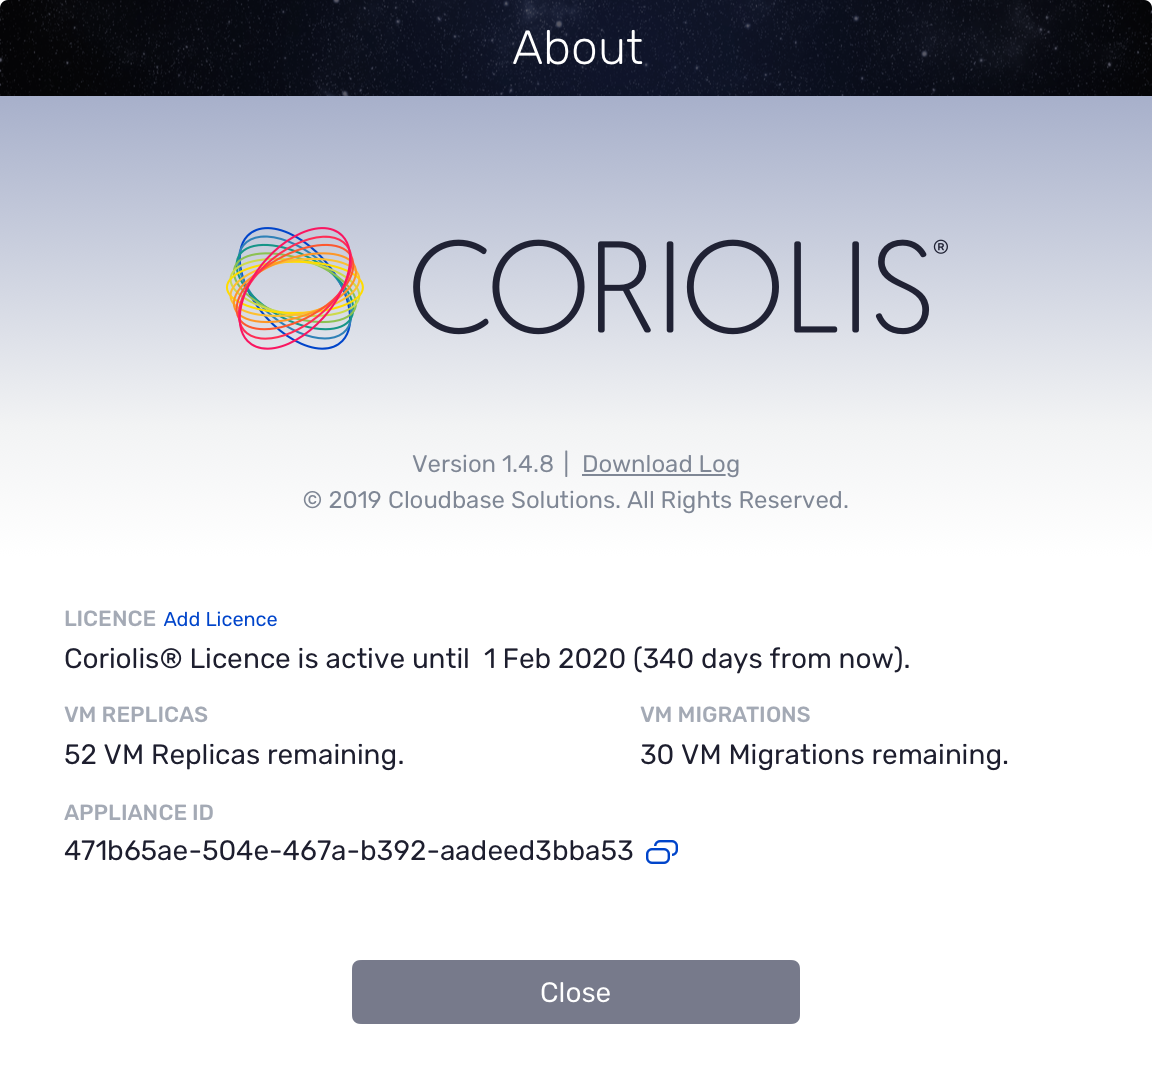 About
CORIOLIS®
Version 1.4.8 | Download Log
© 2019 Cloudbase Solutions. All Rights Reserved.
LICENCE Add Licence
Coriolis® Licence is active until 1 Feb 2020 (340 days from now).
VM REPLICAS VM MIGRATIONS
52 VM Replicas remaining. 30 VM Migrations remaining.
APPLIANCE ID
471b65ae-504e-467a-b392-aadeed3bba53
Close